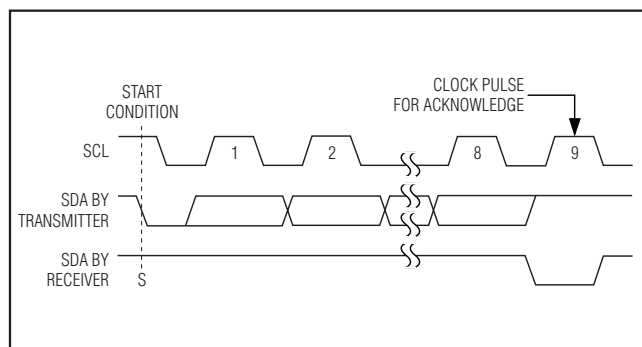 START
CONDITION
CLOCK PULSE
FOR ACKNOWLEDGE
SCL
1
2
8
9
SDA BY
TRANSMITTER
SDA BY
RECEIVER
S